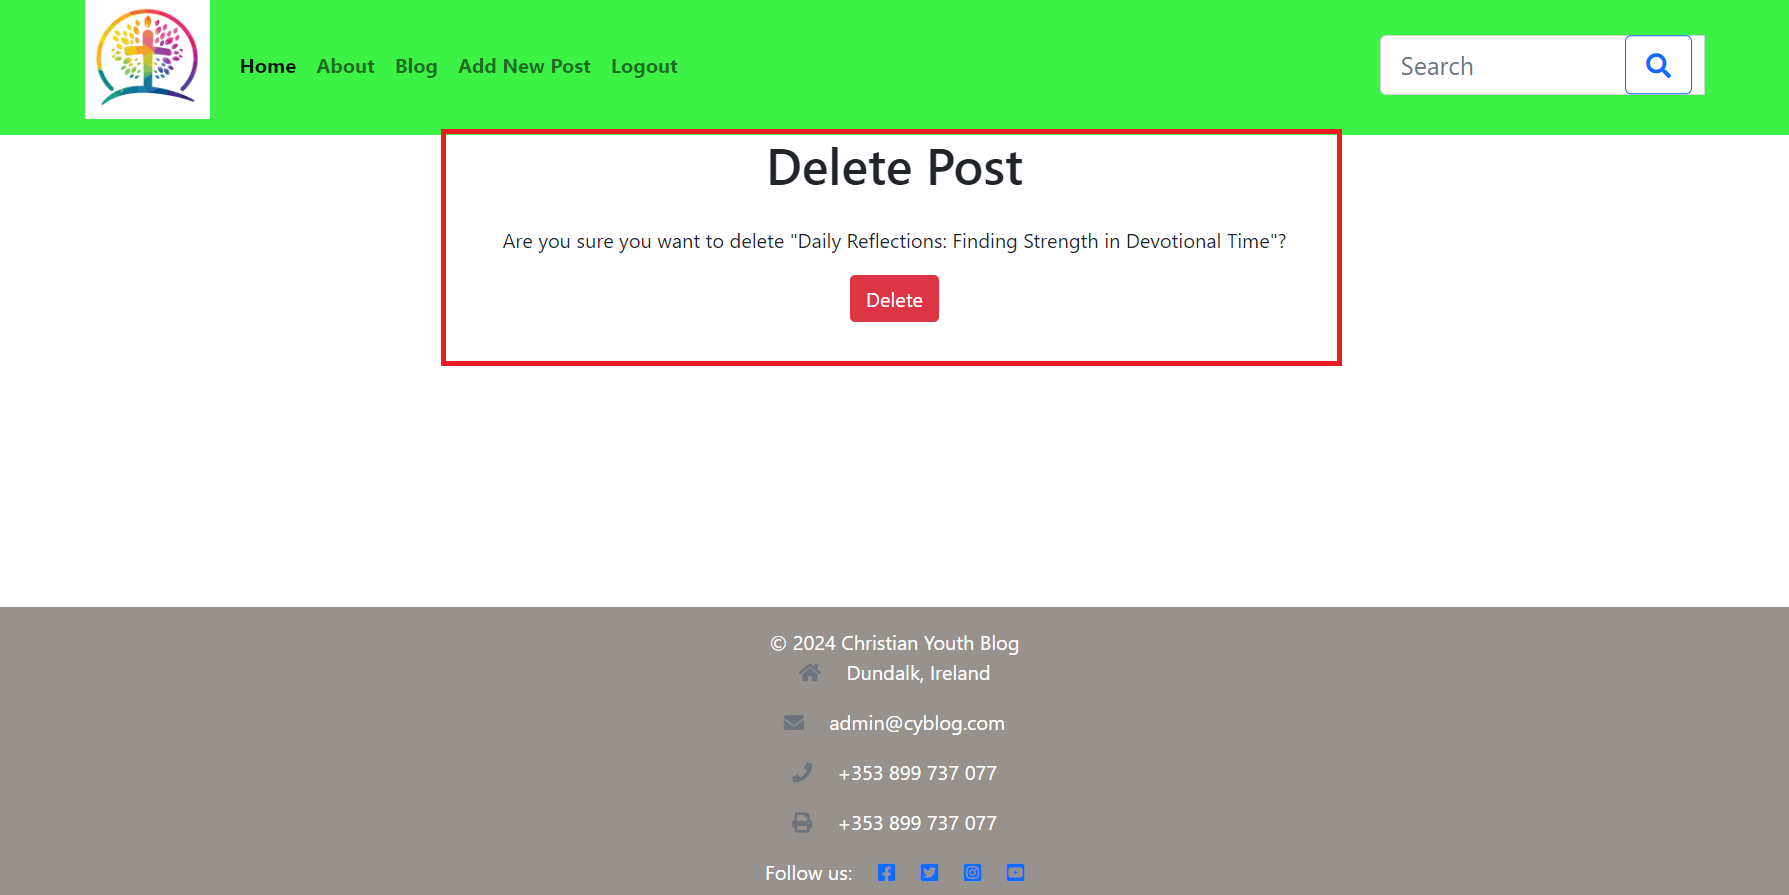 Home About Blog Add New Post Logout
Search
Delete Post
Are you sure you want to delete "Daily Reflections: Finding Strength in Devotional Time"?
Delete
© 2024 Christian Youth Blog
Dundalk, Ireland
admin@cyblog.com
+353 899 737 077
+353 899 737 077
Follow us: